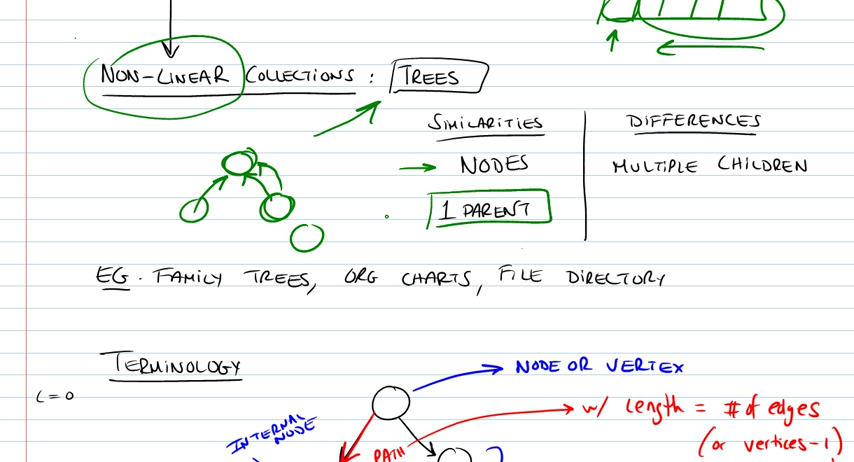 NON-LINEAR COLLECTIONS : TREES
SIMILARITIES DIFFERENCES
NODES MULTIPLE CHILDREN
1 PARENT
EG. FAMILY TREES, ORG CHARTS, FILE DIRECTORY
TERMINOLOGY
NODE OR VERTEX
L=0
w/ length = # of edges
INTERNAL NODE
(or vertices-1)
PATH